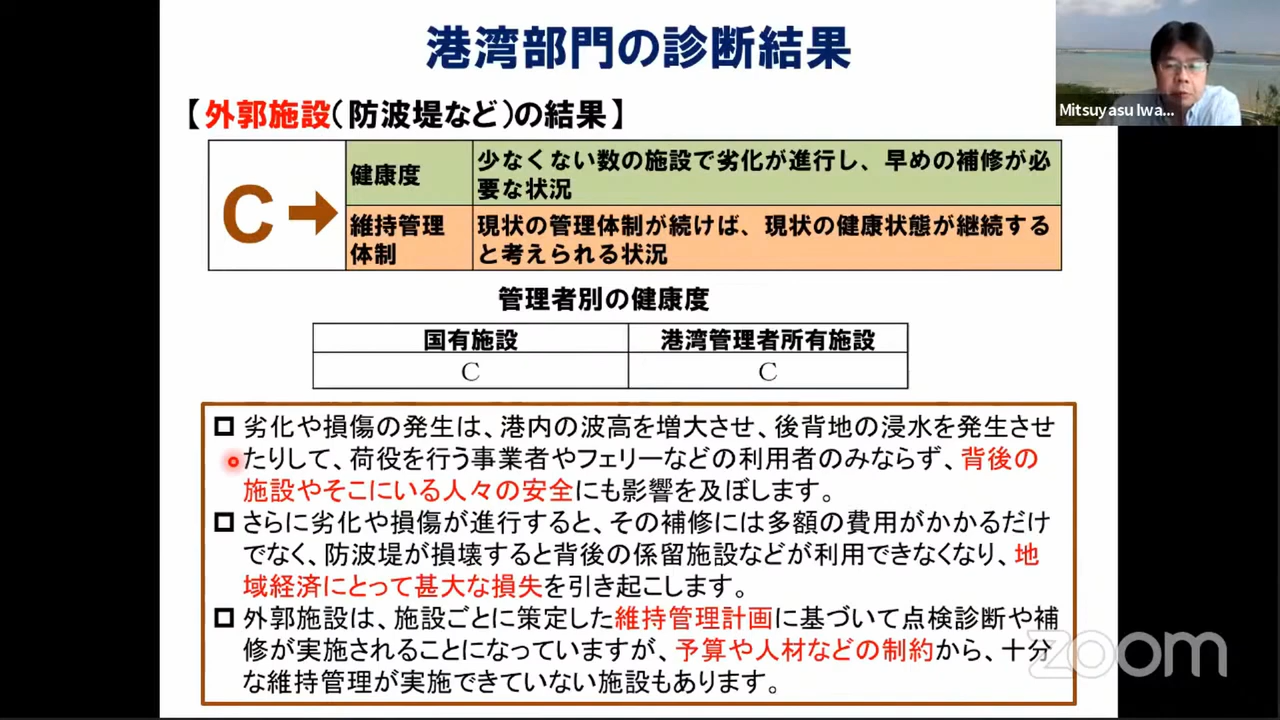 港湾部門の診断結果
Mitsuyasu Iwa...
【外郭施設(防波堤など)の結果】
C
健康度
少なくない数の施設で劣化が進行し、早めの補修が必
要な状況
維持管理
体制
現状の管理体制が続けば、現状の健康状態が継続する
と考えられる状況
管理者別の健康度
国有施設
港湾管理者所有施設
C
C
劣化や損傷の発生は、港内の波高を増大させ、後背地の浸水を発生させ
たりして、荷役を行う事業者やフェリーなどの利用者のみならず、背後の
施設やそこにいる人々の安全にも影響を及ぼします。
さらに劣化や損傷が進行すると、その補修には多額の費用がかかるだけ
でなく、防波堤が損壊すると背後の係留施設などが利用できなくなり、地
域経済にとって甚大な損失を引き起こします。
外郭施設は、施設ごとに策定した維持管理計画に基づいて点検診断や補
修が実施されることになっていますが、予算や人材などの制約から、十分
な維持管理が実施できていない施設もあります。
zoom